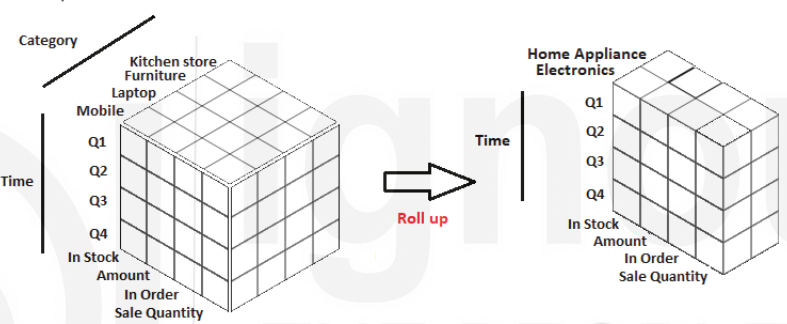 Category
Kitchen store
Furniture
Laptop
Mobile
Time
Q1
Q2
Q3
Q4
In Stock
Amount
In Order
Sale Quantity
Roll up
Home Appliance
Electronics
Time
Q1
Q2
Q3
Q4
In Stock
Amount
In Order
Sale Quantity
ignou